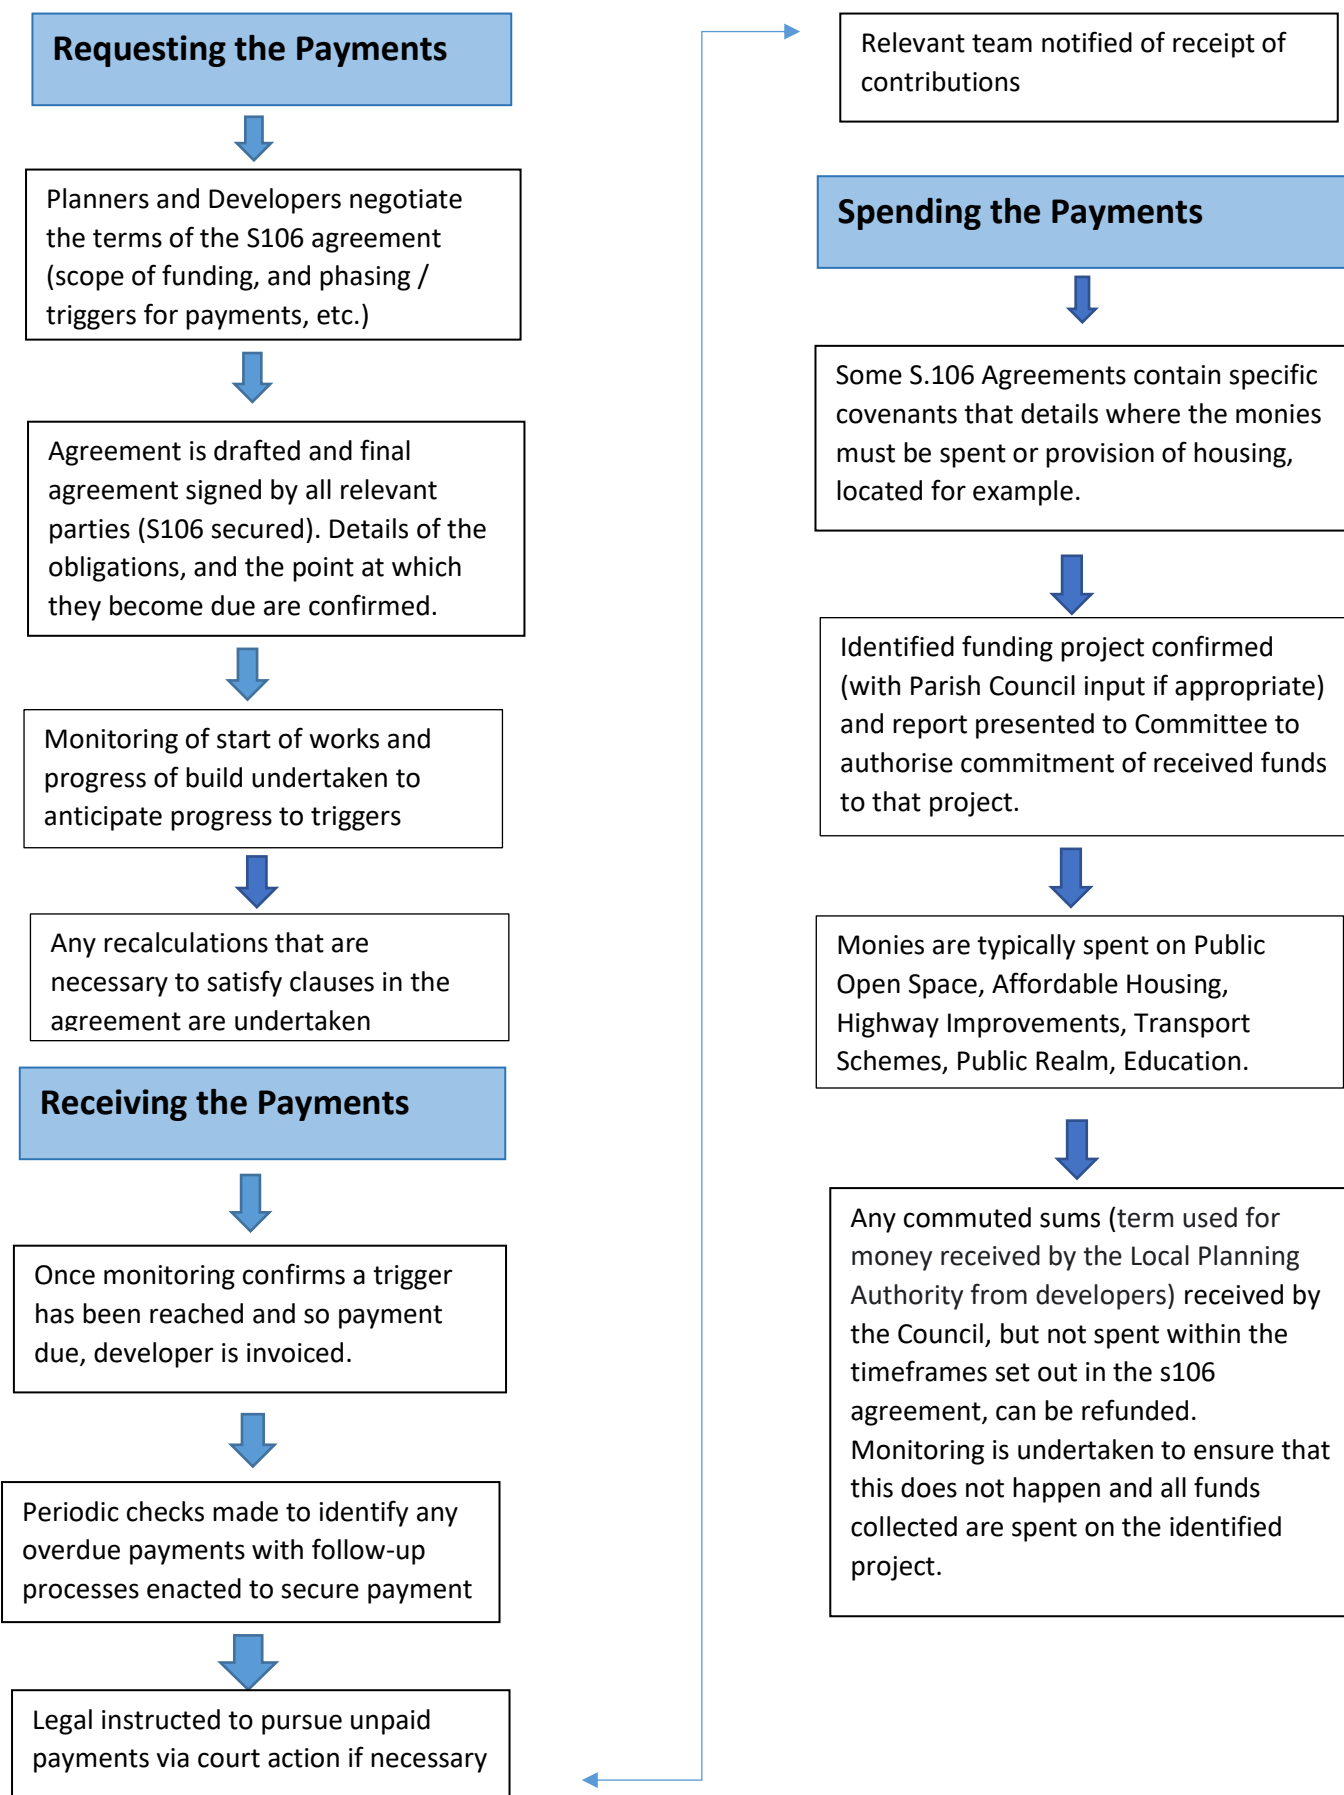 Requesting the Payments
Planners and Developers negotiate
the terms of the S106 agreement
(scope of funding, and phasing /
triggers for payments, etc.)
Agreement is drafted and final
agreement signed by all relevant
parties (S106 secured). Details of the
obligations, and the point at which
they become due are confirmed.
Monitoring of start of works and
progress of build undertaken to
anticipate progress to triggers
Any recalculations that are
necessary to satisfy clauses in the
agreement are undertaken
Receiving the Payments
Once monitoring confirms a trigger
has been reached and so payment
due, developer is invoiced.
Periodic checks made to identify any
overdue payments with follow-up
processes enacted to secure payment
Legal instructed to pursue unpaid
payments via court action if necessary
Relevant team notified of receipt of
contributions
Spending the Payments
Some S.106 Agreements contain specific
covenants that details where the monies
must be spent or provision of housing,
located for example.
Identified funding project confirmed
(with Parish Council input if appropriate)
and report presented to Committee to
authorise commitment of received funds
to that project.
Monies are typically spent on Public
Open Space, Affordable Housing,
Highway Improvements, Transport
Schemes, Public Realm, Education.
Any commuted sums (term used for
money received by the Local Planning
Authority from developers) received by
the Council, but not spent within the
timeframes set out in the s106
agreement, can be refunded.
Monitoring is undertaken to ensure that
this does not happen and all funds
collected are spent on the identified
project.